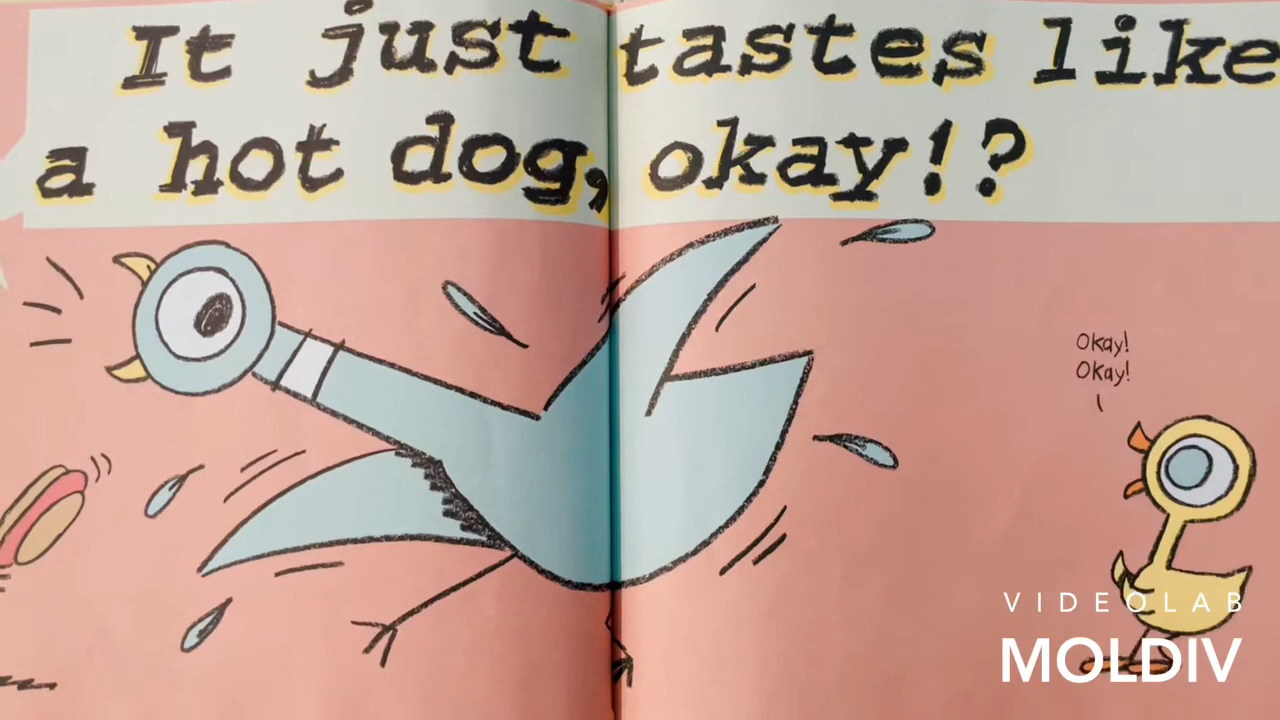 It just tastes like
a hot dog, okay!?
Okay!
Okay!
VIDEOLAB
MOLDIV